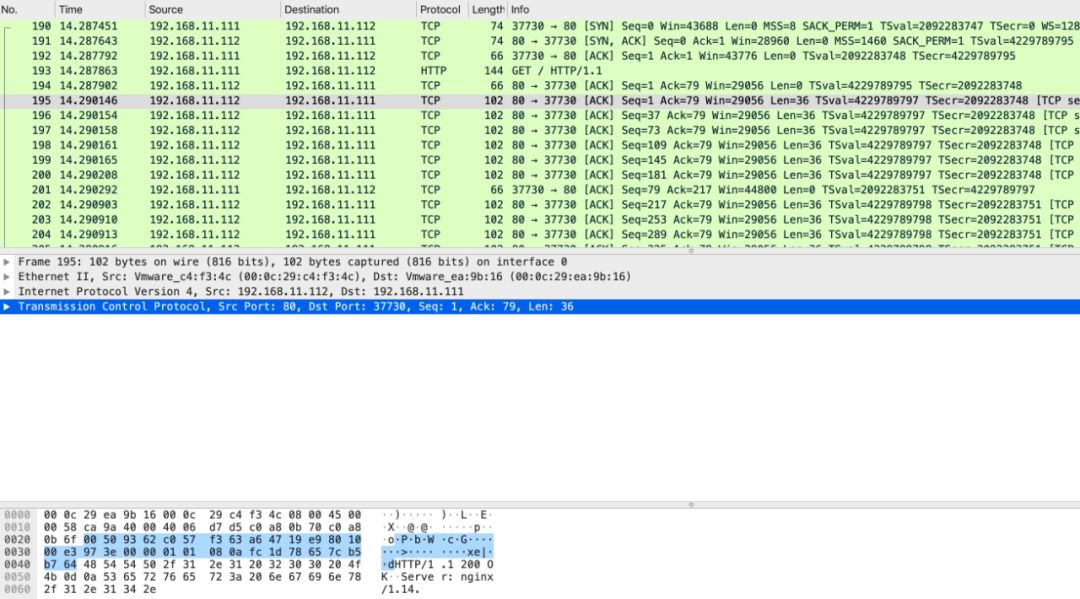 No. Time Source Destination Protocol Length Info
190 14.287451 192.168.11.111 192.168.11.112 TCP 74 37730 → 80 [SYN] Seq=0 Win=43688 Len=0 MSS=8 SACK_PERM=1 TSval=2092283747 TSecr=0 WS=128
191 14.287643 192.168.11.112 192.168.11.111 TCP 74 80 → 37730 [SYN, ACK] Seq=0 Ack=1 Win=28960 Len=0 MSS=1460 SACK_PERM=1 TSval=4229789795
192 14.287792 192.168.11.111 192.168.11.112 TCP 66 37730 → 80 [ACK] Seq=1 Ack=1 Win=43776 Len=0 TSval=2092283748 TSecr=4229789795
193 14.287863 192.168.11.111 192.168.11.112 HTTP 144 GET / HTTP/1.1
194 14.287902 192.168.11.112 192.168.11.111 TCP 66 80 → 37730 [ACK] Seq=1 Ack=79 Win=29056 Len=0 TSval=4229789795 TSecr=2092283748
195 14.290146 192.168.11.112 192.168.11.111 TCP 102 80 → 37730 [ACK] Seq=1 Ack=79 Win=29056 Len=36 TSval=4229789797 TSecr=2092283748 [TCP se
196 14.290154 192.168.11.112 192.168.11.111 TCP 102 80 → 37730 [ACK] Seq=37 Ack=79 Win=29056 Len=36 TSval=4229789797 TSecr=2092283748 [TCP s
197 14.290158 192.168.11.112 192.168.11.111 TCP 102 80 → 37730 [ACK] Seq=73 Ack=79 Win=29056 Len=36 TSval=4229789797 TSecr=2092283748 [TCP s
198 14.290161 192.168.11.112 192.168.11.111 TCP 102 80 → 37730 [ACK] Seq=109 Ack=79 Win=29056 Len=36 TSval=4229789797 TSecr=2092283748 [TCP
199 14.290165 192.168.11.112 192.168.11.111 TCP 102 80 → 37730 [ACK] Seq=145 Ack=79 Win=29056 Len=36 TSval=4229789797 TSecr=2092283748 [TCP
200 14.290208 192.168.11.112 192.168.11.111 TCP 102 80 → 37730 [ACK] Seq=181 Ack=79 Win=29056 Len=36 TSval=4229789797 TSecr=2092283748 [TCP
201 14.290292 192.168.11.111 192.168.11.112 TCP 66 37730 → 80 [ACK] Seq=79 Ack=217 Win=44800 Len=0 TSval=2092283751 TSecr=4229789797
202 14.290903 192.168.11.112 192.168.11.111 TCP 102 80 → 37730 [ACK] Seq=217 Ack=79 Win=29056 Len=36 TSval=4229789798 TSecr=2092283751 [TCP
203 14.290910 192.168.11.112 192.168.11.111 TCP 102 80 → 37730 [ACK] Seq=253 Ack=79 Win=29056 Len=36 TSval=4229789798 TSecr=2092283751 [TCP
204 14.290913 192.168.11.112 192.168.11.111 TCP 102 80 → 37730 [ACK] Seq=289 Ack=79 Win=29056 Len=36 TSval=4229789798 TSecr=2092283751 [TCP
Frame 195: 102 bytes on wire (816 bits), 102 bytes captured (816 bits) on interface 0
Ethernet II, Src: Vmware_c4:f3:4c (00:0c:29:c4:f3:4c), Dst: Vmware_ea:9b:16 (00:0c:29:ea:9b:16)
Internet Protocol Version 4, Src: 192.168.11.112, Dst: 192.168.11.111
Transmission Control Protocol, Src Port: 80, Dst Port: 37730, Seq: 1, Ack: 79, Len: 36
0000 00 0c 29 ea 9b 16 00 0c 29 c4 f3 4c 08 00 45 00 ··)····· )··L··E·
0010 00 58 ca 9a 40 00 40 06 d7 d5 c0 a8 0b 70 c0 a8 ·X··@·@· ·····p··
0020 0b 6f 00 50 93 62 c0 57 f3 63 a6 47 19 e9 80 10 ·o·P·b·W ·c·G····
0030 00 e3 97 3e 00 00 01 01 08 0a fc 1d 78 65 7c b5 ···>···· ····xe|·
0040 b7 64 48 54 54 50 2f 31 2e 31 20 32 30 30 20 4f ·dHTTP/1 .1 200 O
0050 4b 0d 0a 53 65 72 76 65 72 3a 20 6e 67 69 6e 78 K··Serve r: nginx
0060 2f 31 2e 31 34 2e /1.14.